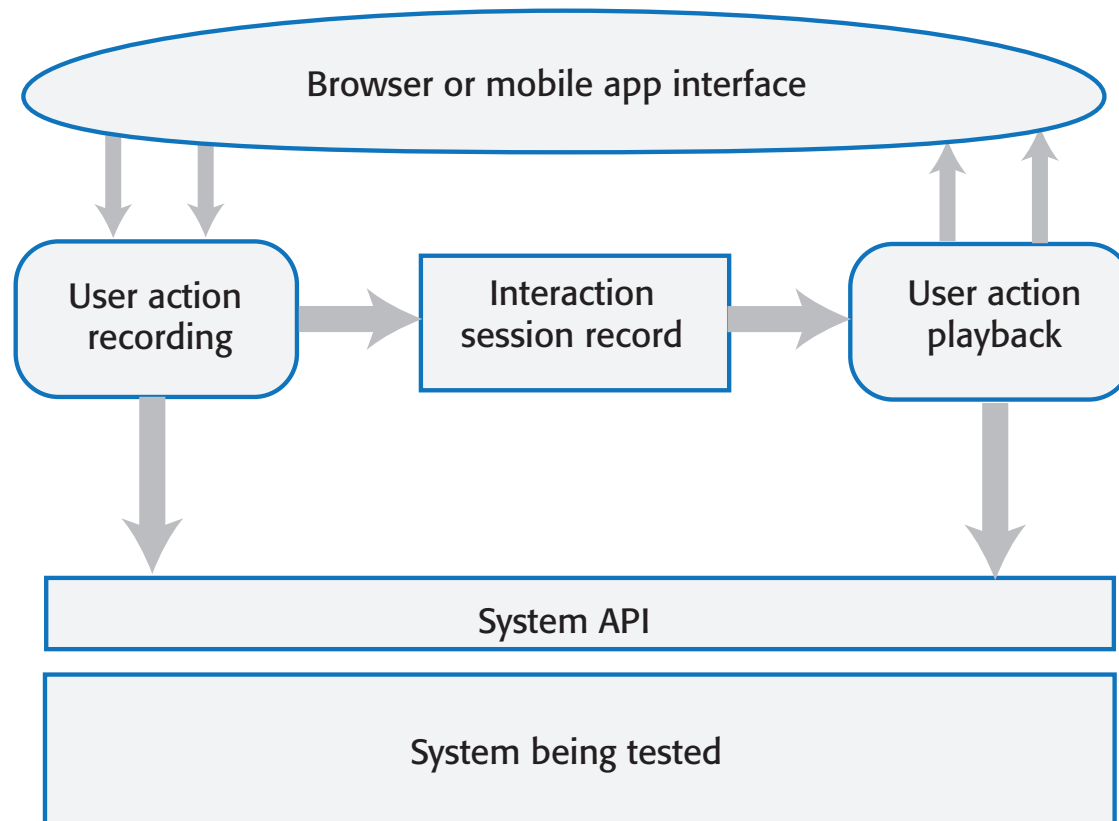 Browser or mobile app interface
User action
recording
Interaction
session record
User action
playback
System API
System being tested